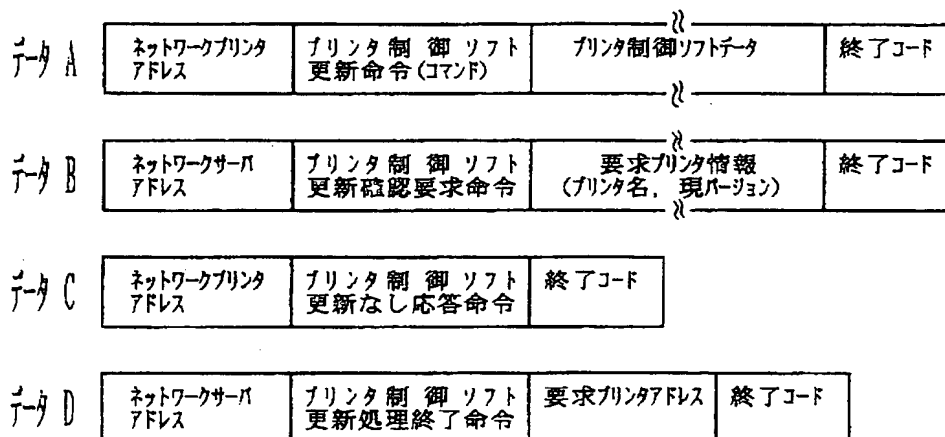 データ A
ネットワークプリンタ
アドレス
プリンタ制御ソフト
更新命令(コマンド)
プリンタ制御ソフトデータ
終了コード
データ B
ネットワークサーバ
アドレス
プリンタ制御ソフト
更新確認要求命令
要求プリンタ情報
(プリンタ名, 現バージョン)
終了コード
データ C
ネットワークプリンタ
アドレス
プリンタ制御ソフト
更新なし応答命令
終了コード
データ D
ネットワークサーバ
アドレス
プリンタ制御ソフト
更新処理終了命令
要求プリンタアドレス
終了コード